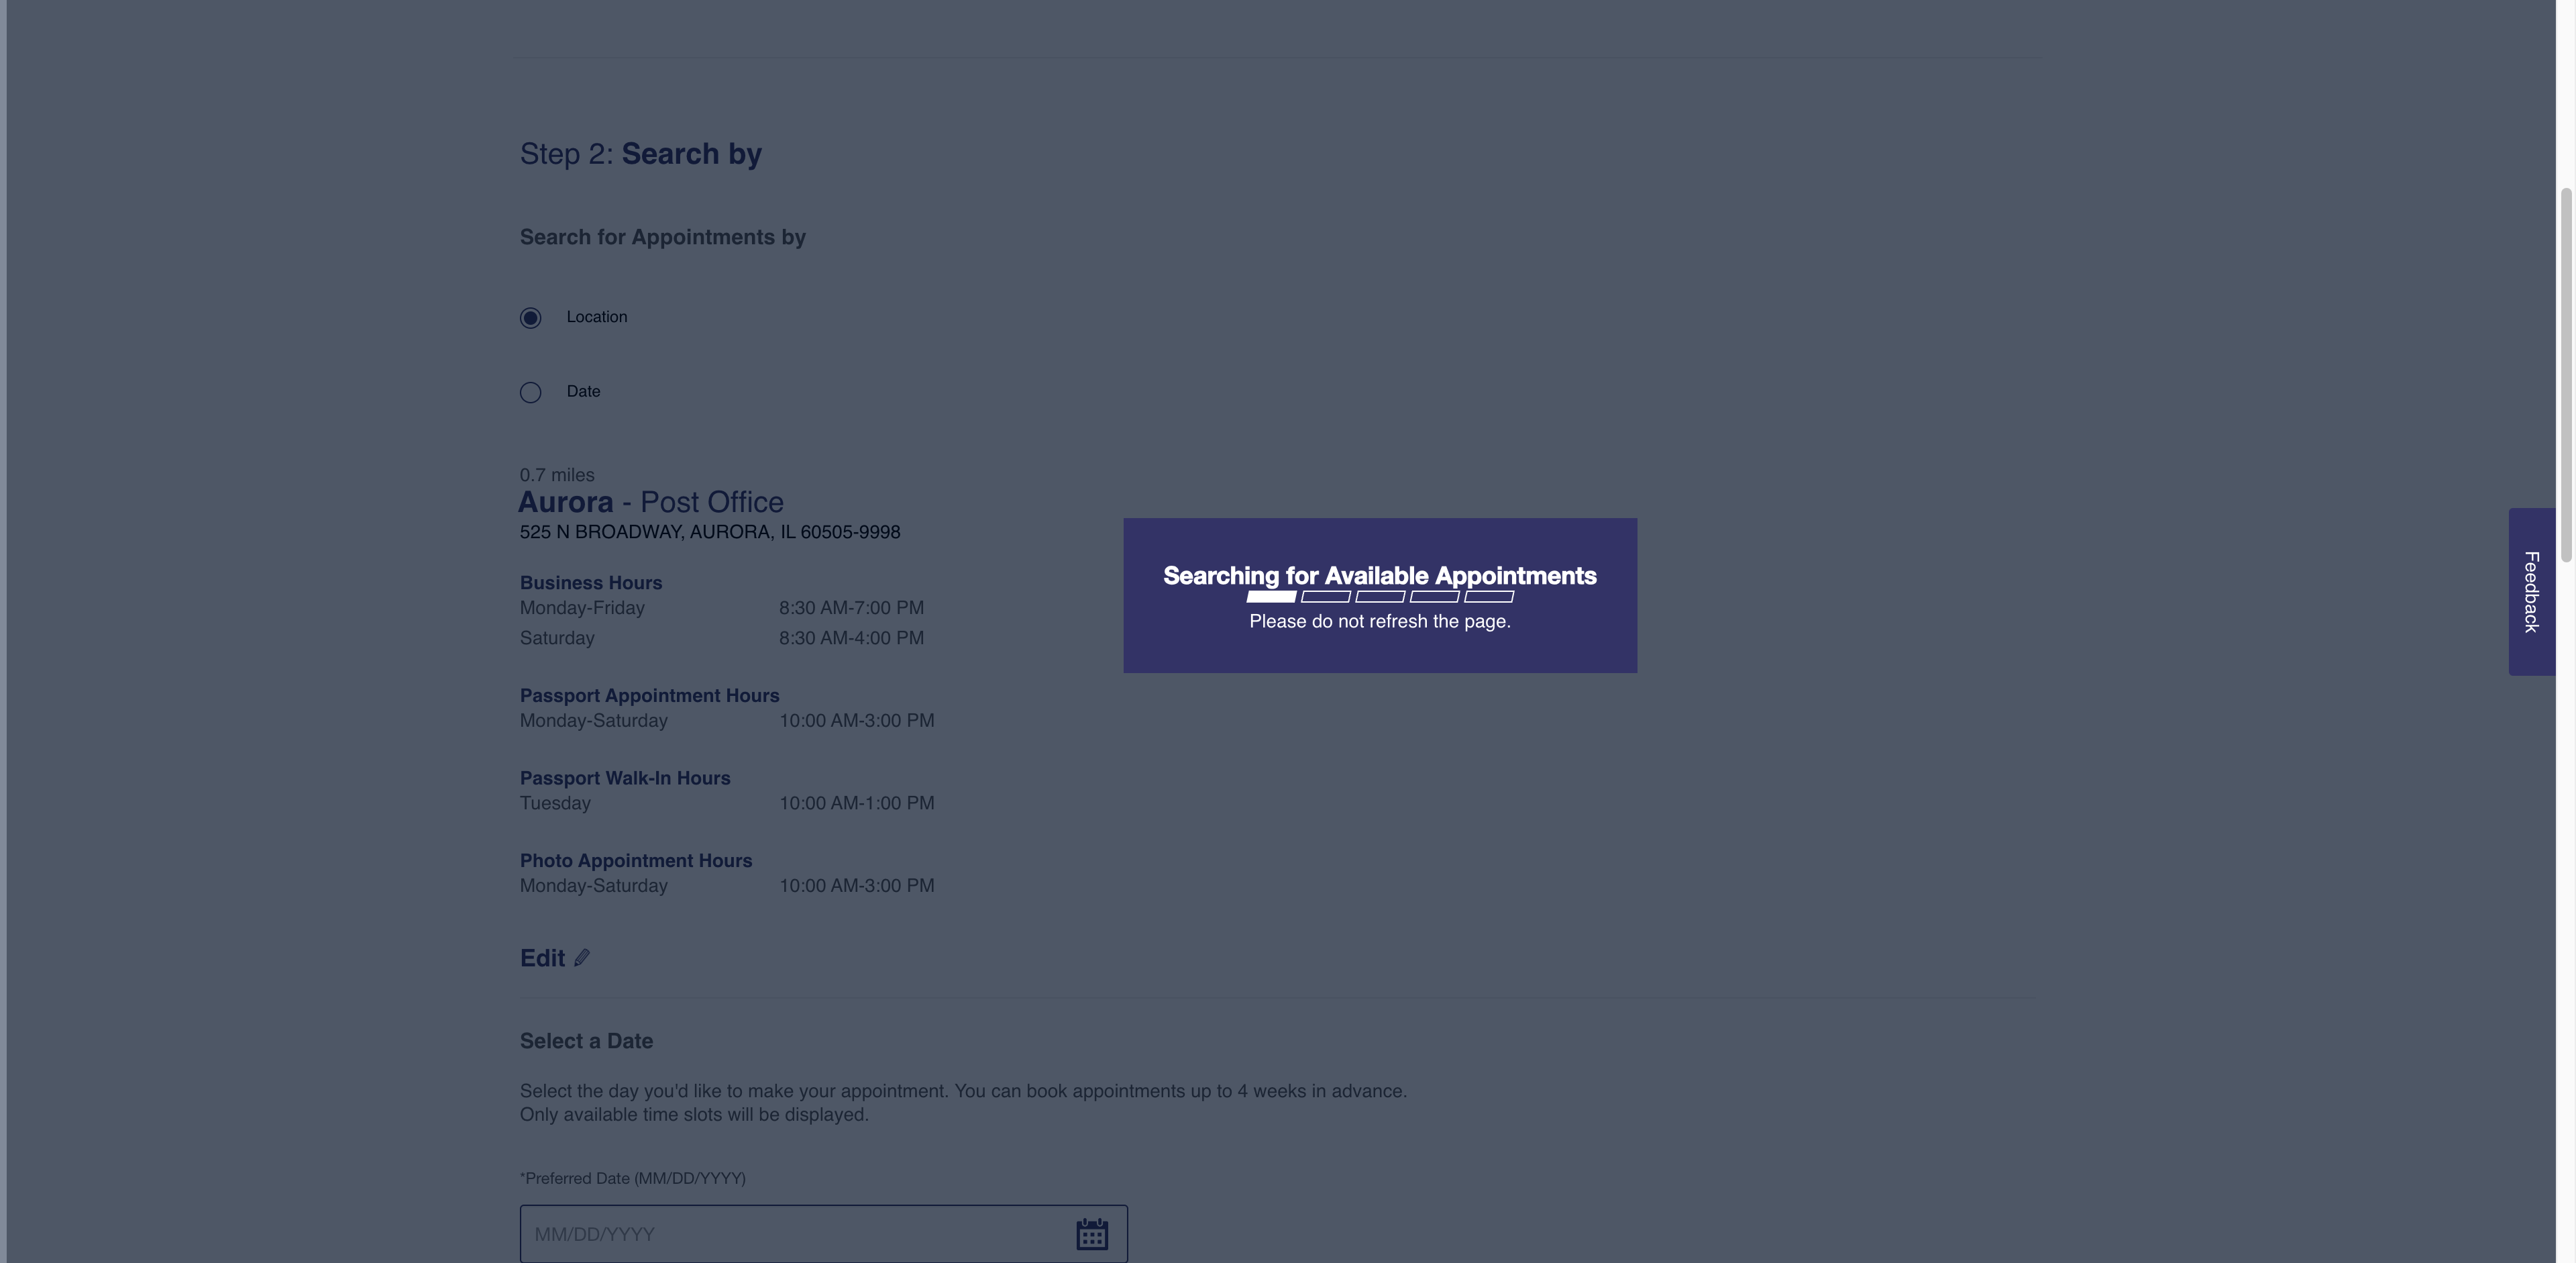 Step 2: Search by
Search for Appointments by
Location
Date
0.7 miles
Aurora - Post Office
525 N BROADWAY, AURORA, IL 60505-9998
Business Hours
Monday-Friday 8:30 AM-7:00 PM
Saturday 8:30 AM-4:00 PM
Passport Appointment Hours
Monday-Saturday 10:00 AM-3:00 PM
Passport Walk-In Hours
Tuesday 10:00 AM-1:00 PM
Photo Appointment Hours
Monday-Saturday 10:00 AM-3:00 PM
Edit
Select a Date
Select the day you'd like to make your appointment. You can book appointments up to 4 weeks in advance.
Only available time slots will be displayed.
*Preferred Date (MM/DD/YYYY)
MM/DD/YYYY
Searching for Available Appointments
Please do not refresh the page.
Feedback